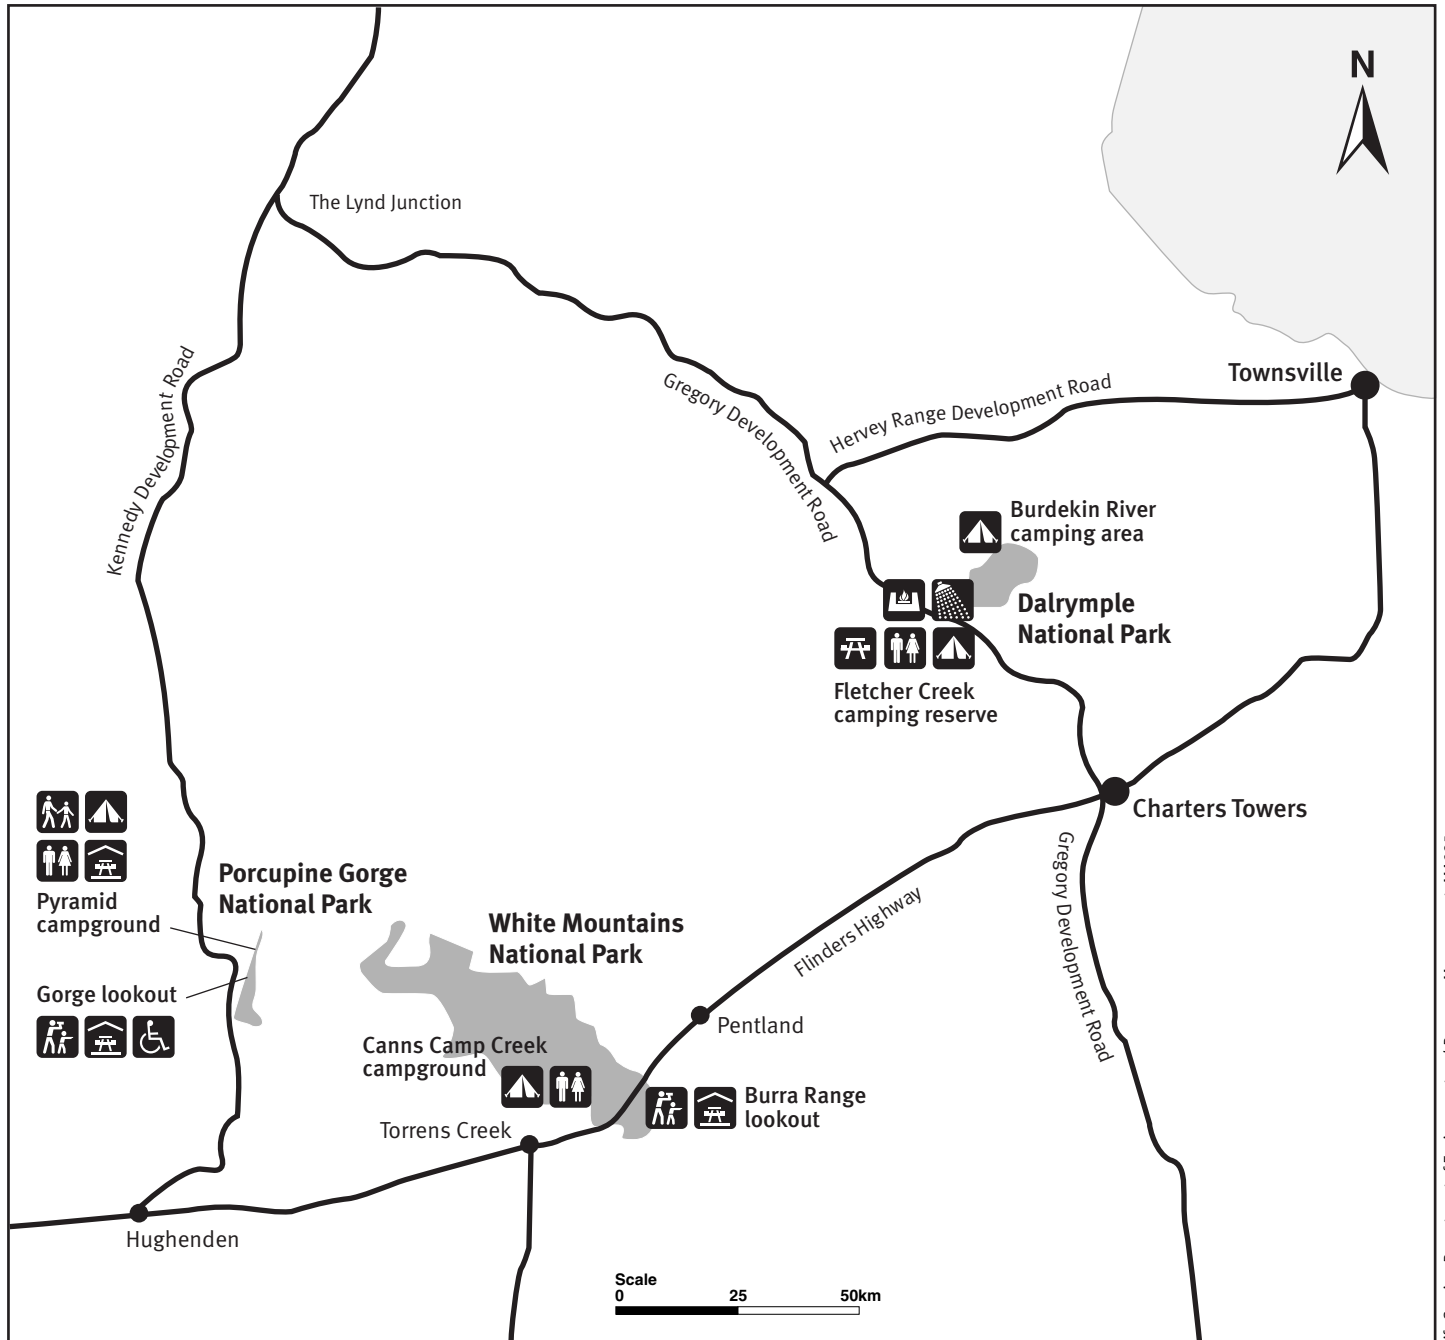 N
The Lynd Junction
Kennedy Development Road
Gregory Development Road
Hervey Range Development Road
Townsville
Burdekin River
camping area
Dalrymple
National Park
Fletcher Creek
camping reserve
Charters Towers
Gregory Development Road
Flinders Highway
Porcupine Gorge
National Park
Pyramid
campground
Gorge lookout
White Mountains
National Park
Pentland
Canns Camp Creek
campground
Burra Range
lookout
Torrens Creek
Hughenden
Scale
0 25 50km